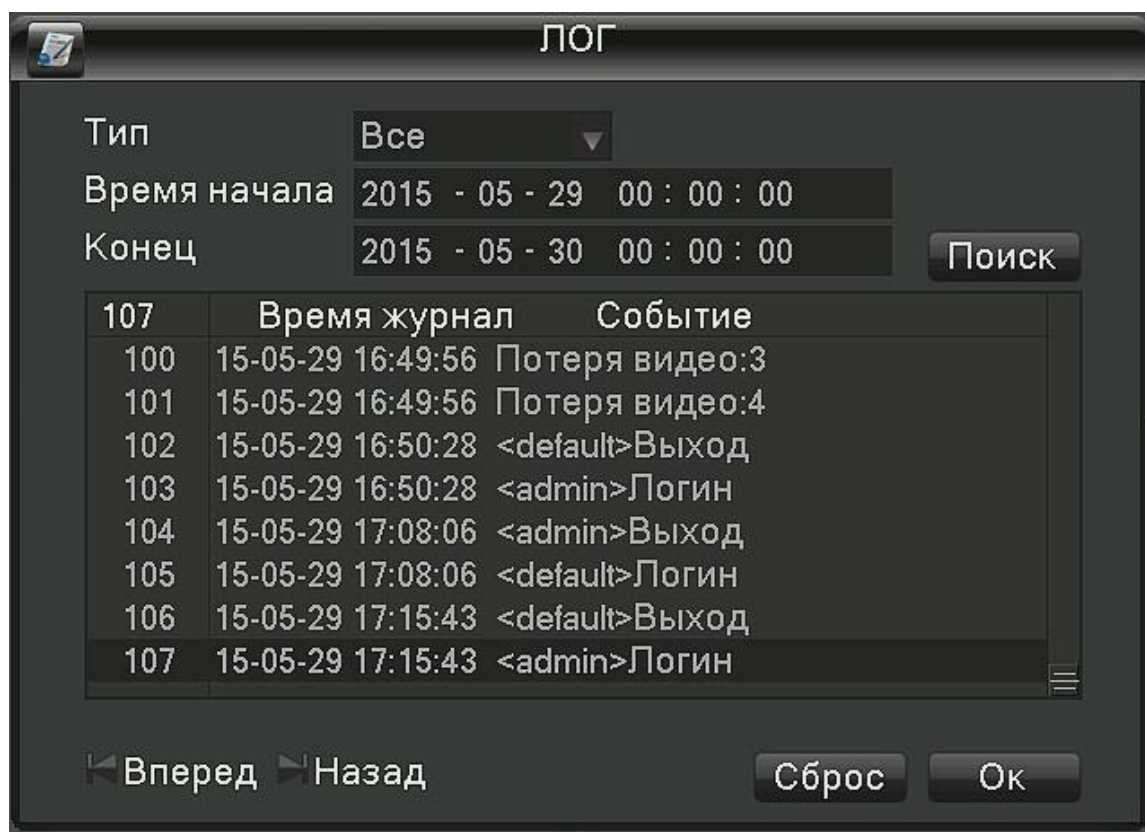 ЛОГ
Тип Все
Время начала 2015 - 05 - 29 00 : 00 : 00
Конец 2015 - 05 - 30 00 : 00 : 00
Поиск
107 Время журнал Событие
100 15-05-29 16:49:56 Потеря видео:3
101 15-05-29 16:49:56 Потеря видео:4
102 15-05-29 16:50:28 <default>Выход
103 15-05-29 16:50:28 <admin>Логин
104 15-05-29 17:08:06 <admin>Выход
105 15-05-29 17:08:06 <default>Логин
106 15-05-29 17:15:43 <default>Выход
107 15-05-29 17:15:43 <admin>Логин
Вперед Назад Сброс Ок